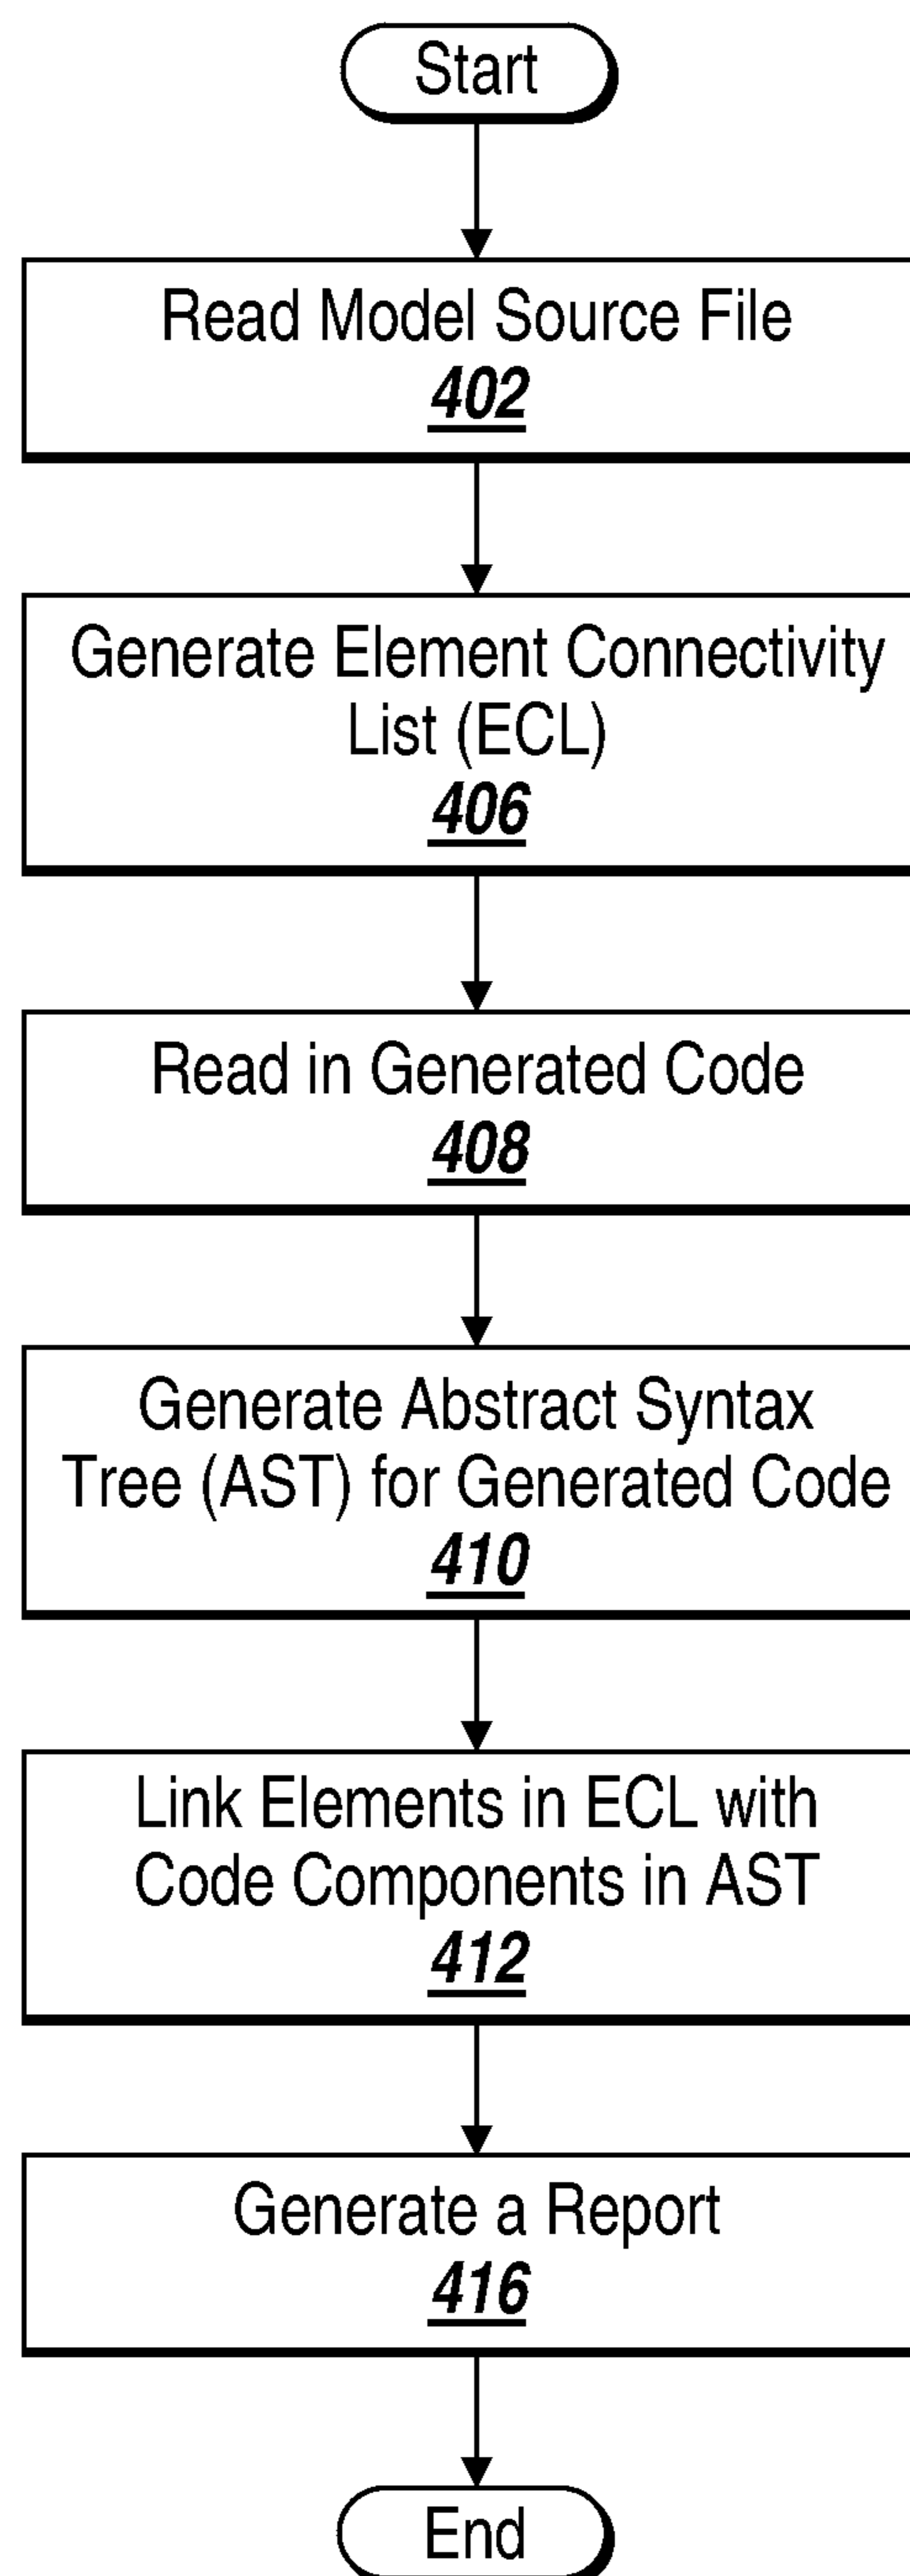 Start
Read Model Source File
402
Generate Element Connectivity
List (ECL)
406
Read in Generated Code
408
Generate Abstract Syntax
Tree (AST) for Generated Code
410
Link Elements in ECL with
Code Components in AST
412
Generate a Report
416
End